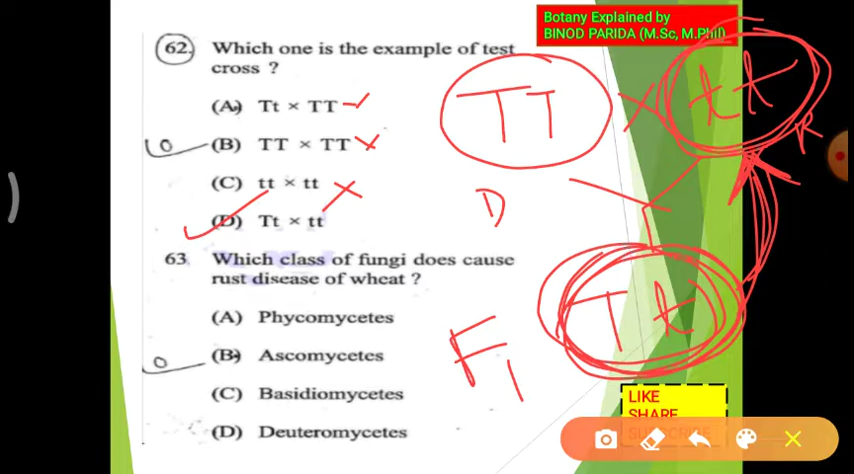 Botany Explained by
BINOD PARIDA (M.Sc, M.Phil)
62. Which one is the example of test
cross ?
(A) Tt × TT
(B) TT × TT
(C) tt × tt
(D) Tt × tt
TT × tt
D R
F1 Tt
63. Which class of fungi does cause
rust disease of wheat ?
(A) Phycomycetes
(B) Ascomycetes
(C) Basidiomycetes
(D) Deuteromycetes
LIKE
SHARE